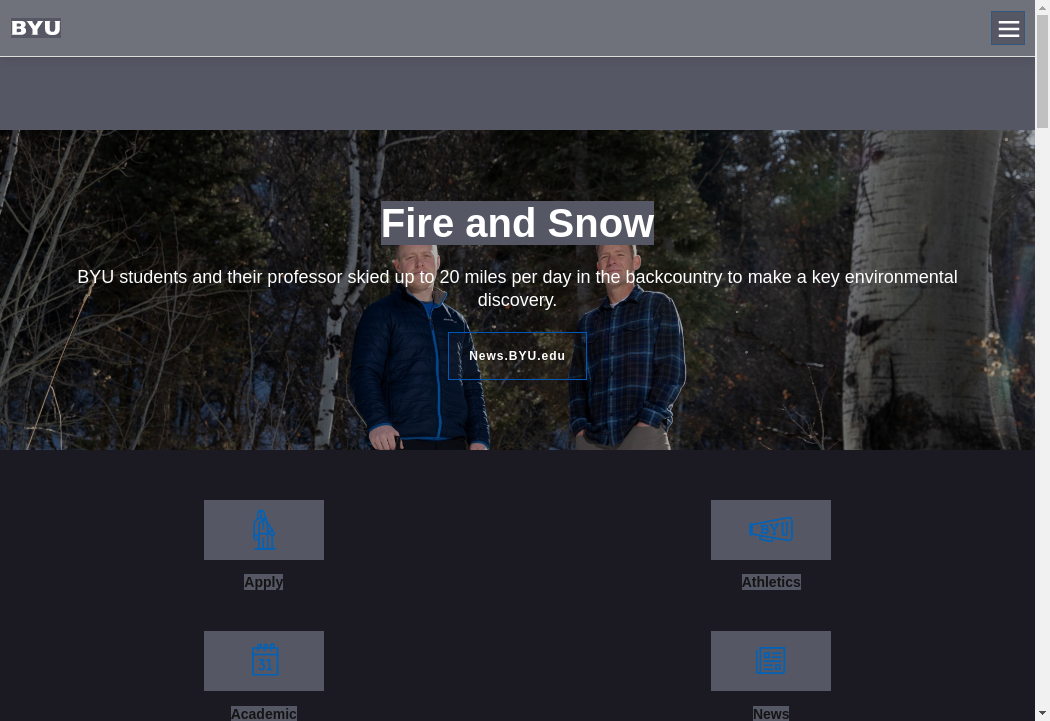 BYU
Fire and Snow
BYU students and their professor skied up to 20 miles per day in the backcountry to make a key environmental
discovery.
News.BYU.edu
BYU
Apply
Athletics
31
Academic
News